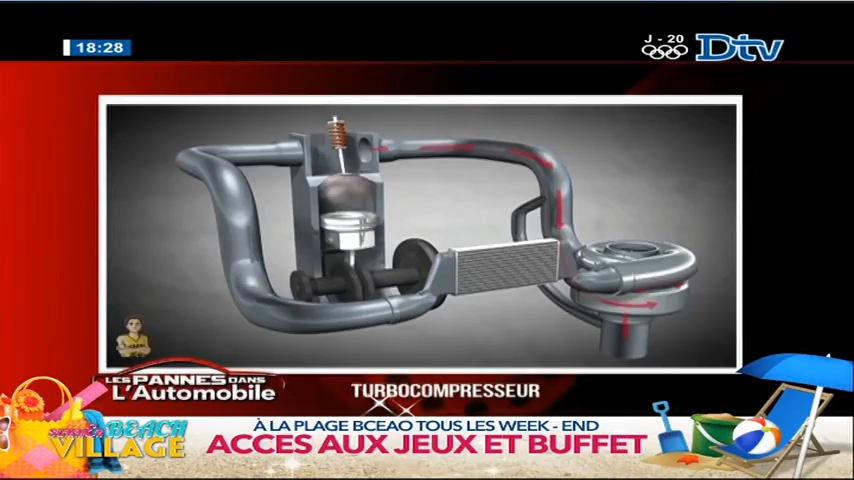 18:28
J - 20
Dtv
LES PANNES DANS
L'Automobile
TURBOCOMPRESSEUR
BEACH
VILLAGE
À LA PLAGE BCEAO TOUS LES WEEK - END
ACCES AUX JEUX ET BUFFET